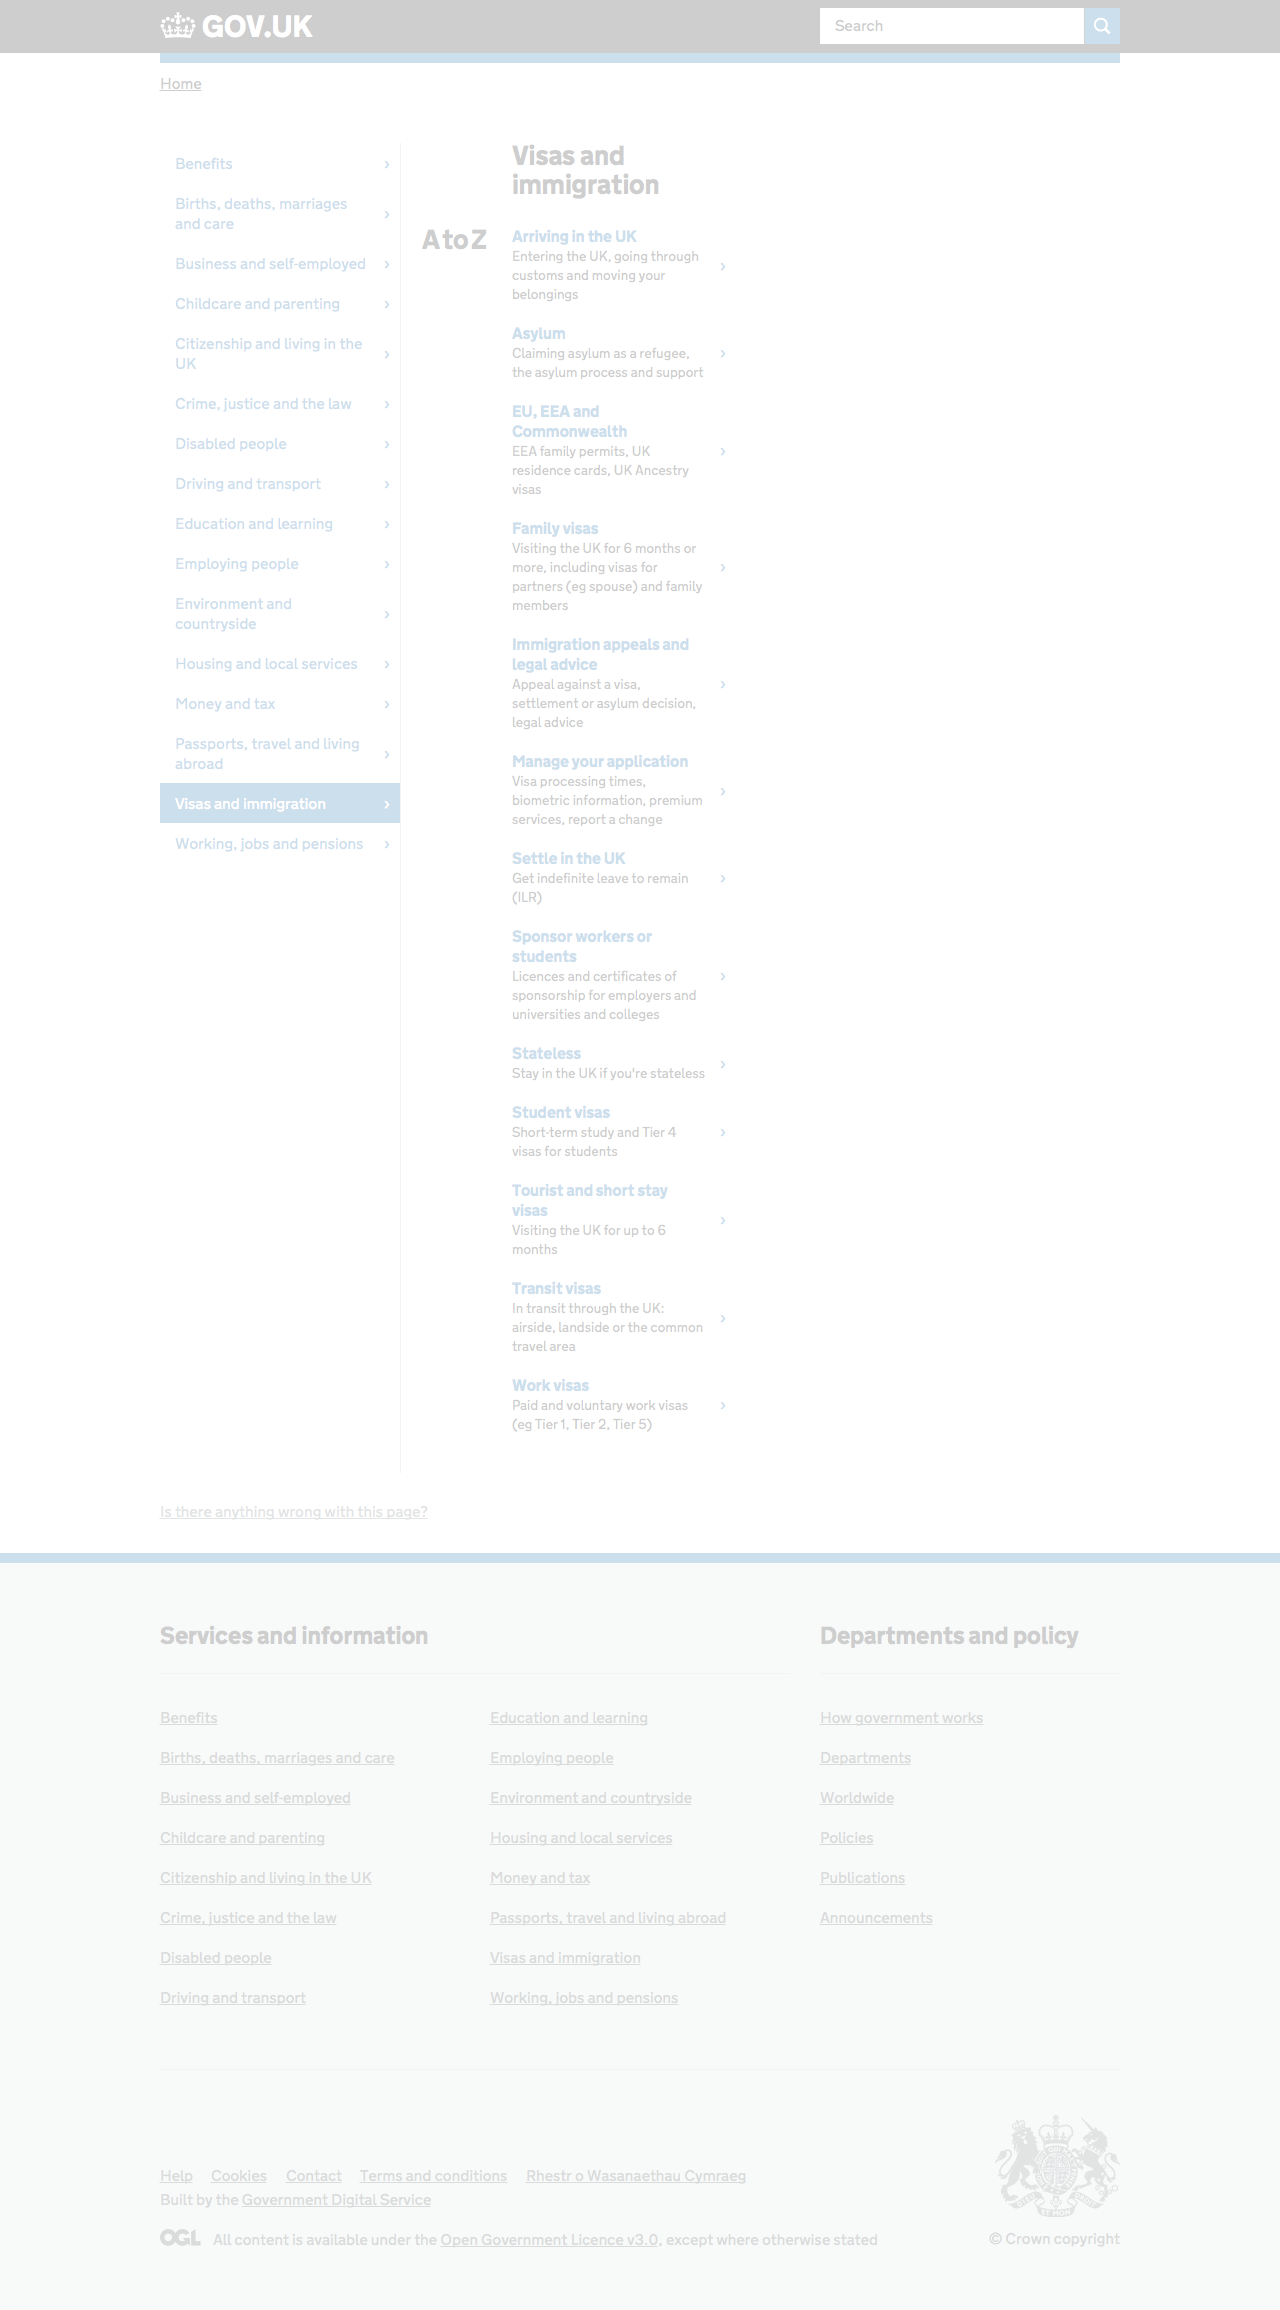 GOV.UK
Search
Home
Benefits
Births, deaths, marriages
and care
Business and self-employed
Childcare and parenting
Citizenship and living in the
UK
Crime, justice and the law
Disabled people
Driving and transport
Education and learning
Employing people
Environment and
countryside
Housing and local services
Money and tax
Passports, travel and living
abroad
Visas and immigration
Working, jobs and pensions
A to Z
Visas and
immigration
Arriving in the UK
Entering the UK, going through
customs and moving your
belongings
Asylum
Claiming asylum as a refugee,
the asylum process and support
EU, EEA and
Commonwealth
EEA family permits, UK
residence cards, UK Ancestry
visas
Family visas
Visiting the UK for 6 months or
more, including visas for
partners (eg spouse) and family
members
Immigration appeals and
legal advice
Appeal against a visa,
settlement or asylum decision,
legal advice
Manage your application
Visa processing times,
biometric information, premium
services, report a change
Settle in the UK
Get indefinite leave to remain
(ILR)
Sponsor workers or
students
Licences and certificates of
sponsorship for employers and
universities and colleges
Stateless
Stay in the UK if you're stateless
Student visas
Short-term study and Tier 4
visas for students
Tourist and short stay
visas
Visiting the UK for up to 6
months
Transit visas
In transit through the UK:
airside, landside or the common
travel area
Work visas
Paid and voluntary work visas
(eg Tier 1, Tier 2, Tier 5)
Is there anything wrong with this page?
Services and information
Benefits
Births, deaths, marriages and care
Business and self-employed
Childcare and parenting
Citizenship and living in the UK
Crime, justice and the law
Disabled people
Driving and transport
Education and learning
Employing people
Environment and countryside
Housing and local services
Money and tax
Passports, travel and living abroad
Visas and immigration
Working, jobs and pensions
Departments and policy
How government works
Departments
Worldwide
Policies
Publications
Announcements
Help Cookies Contact Terms and conditions Rhestr o Wasanaethau Cymraeg
Built by the Government Digital Service
OGL All content is available under the Open Government Licence v3.0, except where otherwise stated
© Crown copyright